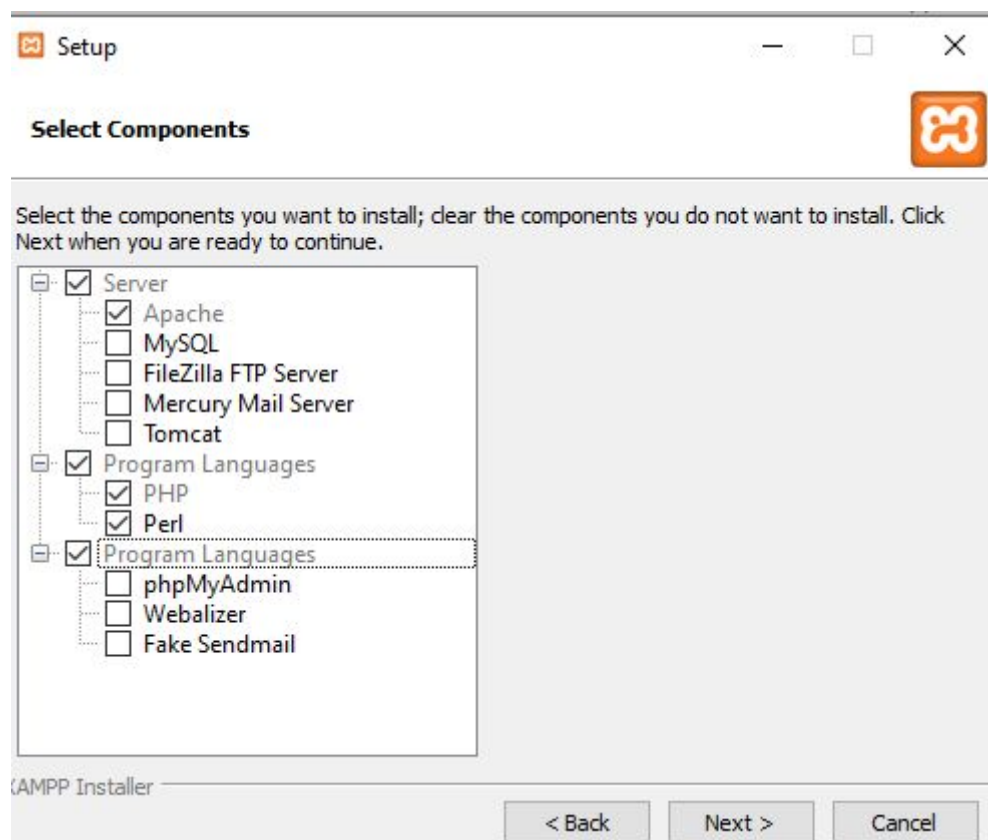 Setup
Select Components
Select the components you want to install; clear the components you do not want to install. Click
Next when you are ready to continue.
Server
Apache
MySQL
FileZilla FTP Server
Mercury Mail Server
Tomcat
Program Languages
PHP
Perl
Program Languages
phpMyAdmin
Webalizer
Fake Sendmail
XAMPP Installer
< Back Next > Cancel